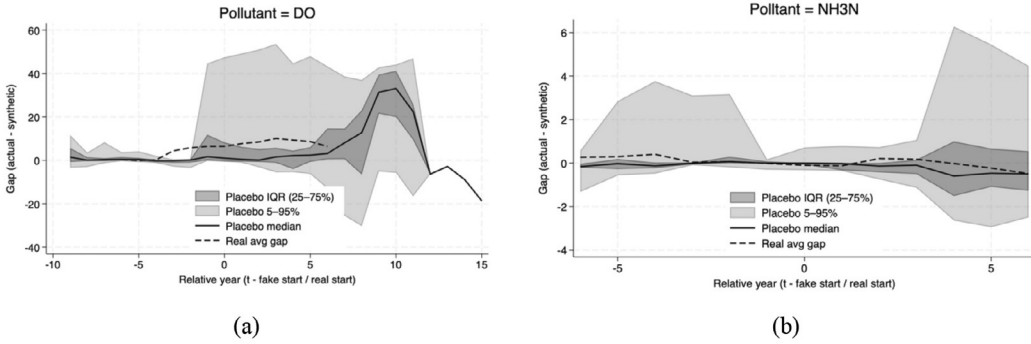 Pollutant = DO
60
40
20
0
-20
-40
Gap (actual - synthetic)
Placebo IQR (25–75%)
Placebo 5–95%
Placebo median
Real avg gap
-10 -5 0 5 10 15
Relative year (t - fake start / real start)
(a)
Polltant = NH3N
6
4
2
0
-2
-4
Gap (actual - synthetic)
Placebo IQR (25–75%)
Placebo 5–95%
Placebo median
Real avg gap
-5 0 5
Relative year (t - fake start / real start)
(b)